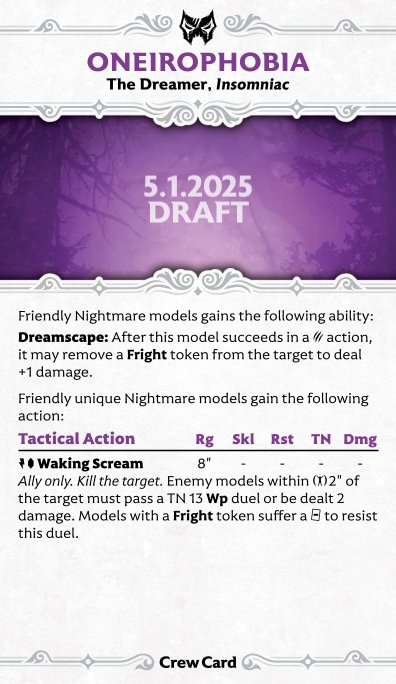 ONEIROPHOBIA
The Dreamer, Insomniac
5.1.2025
DRAFT
Friendly Nightmare models gains the following ability:
Dreamscape: After this model succeeds in a action,
it may remove a Fright token from the target to deal
+1 damage.
Friendly unique Nightmare models gain the following
action:
Tactical Action Rg Skl Rst TN Dmg
Waking Scream 8" - - - -
Ally only. Kill the target. Enemy models within 2" of
the target must pass a TN 13 Wp duel or be dealt 2
damage. Models with a Fright token suffer a to resist
this duel.
Crew Card